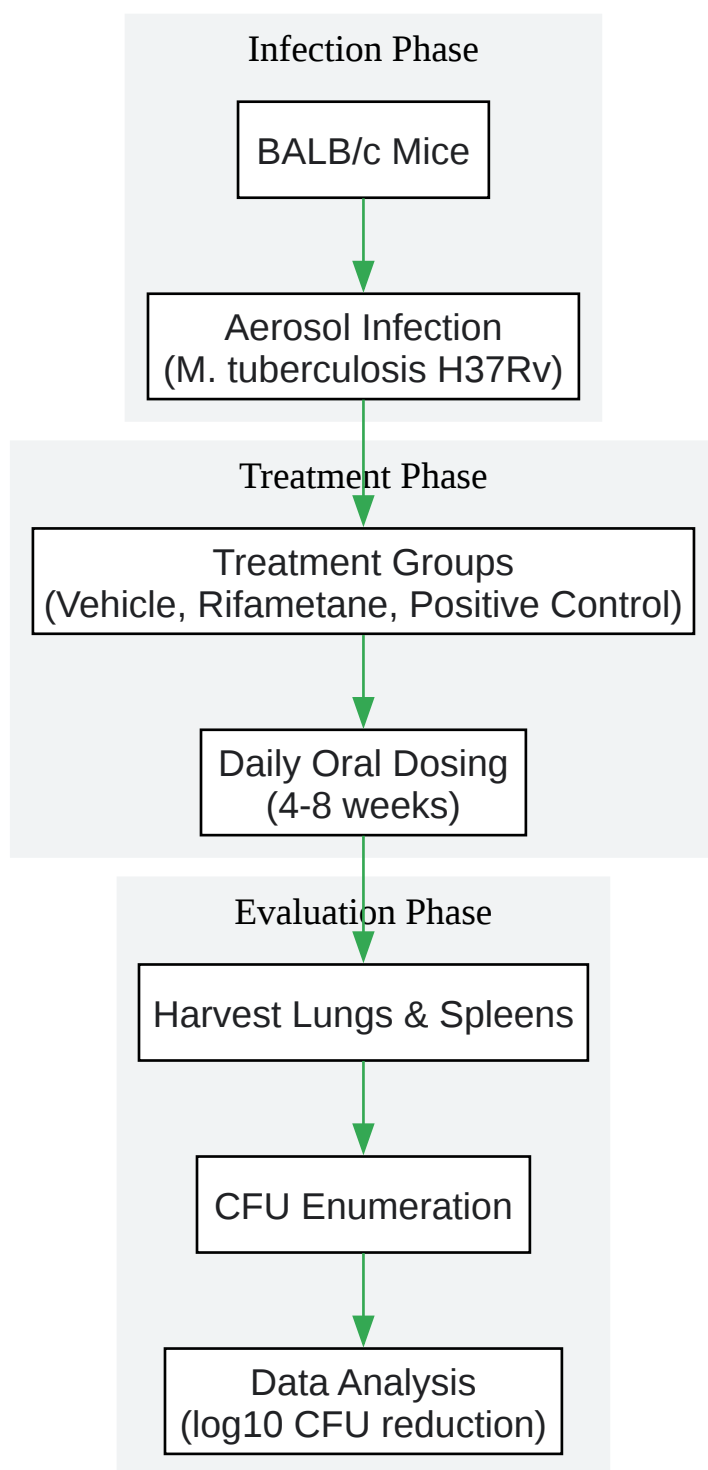 Infection Phase
BALB/c Mice
Aerosol Infection
(M. tuberculosis H37Rv)
Treatment Phase
Treatment Groups
(Vehicle, Rifametane, Positive Control)
Daily Oral Dosing
(4-8 weeks)
Evaluation Phase
Harvest Lungs & Spleens
CFU Enumeration
Data Analysis
(log10 CFU reduction)